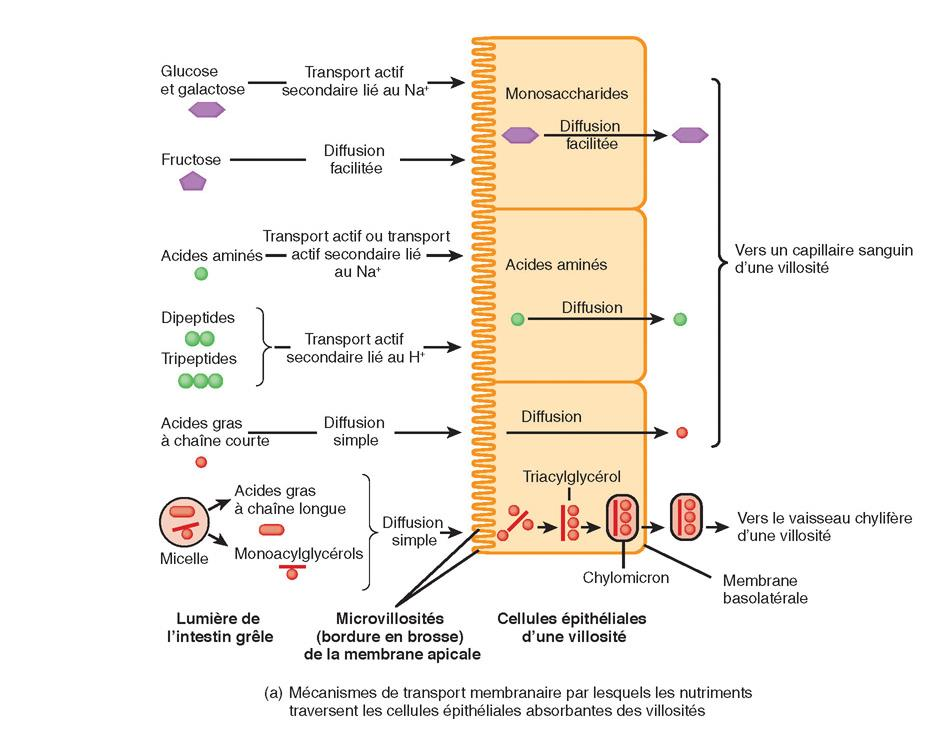 Glucose
et galactose
Transport actif
secondaire lié au Na⁺
Monosaccharides
Diffusion
facilitée
Fructose
Diffusion
facilitée
Acides aminés
Transport actif ou transport
actif secondaire lié
au Na⁺
Acides aminés
Vers un capillaire sanguin
d'une villosité
Dipeptides
Tripeptides
Transport actif
secondaire lié au H⁺
Diffusion
Acides gras
à chaîne courte
Diffusion
simple
Diffusion
Micelle
Acides gras
à chaîne longue
Monoacylglycérols
Diffusion
simple
Triacylglycérol
Chylomicron
Vers le vaisseau chylifère
d'une villosité
Membrane
basolatérale
Lumière de
l'intestin grêle
Microvillosités
(bordure en brosse)
de la membrane apicale
Cellules épithéliales
d'une villosité
(a) Mécanismes de transport membranaire par lesquels les nutriments
traversent les cellules épithéliales absorbantes des villosités